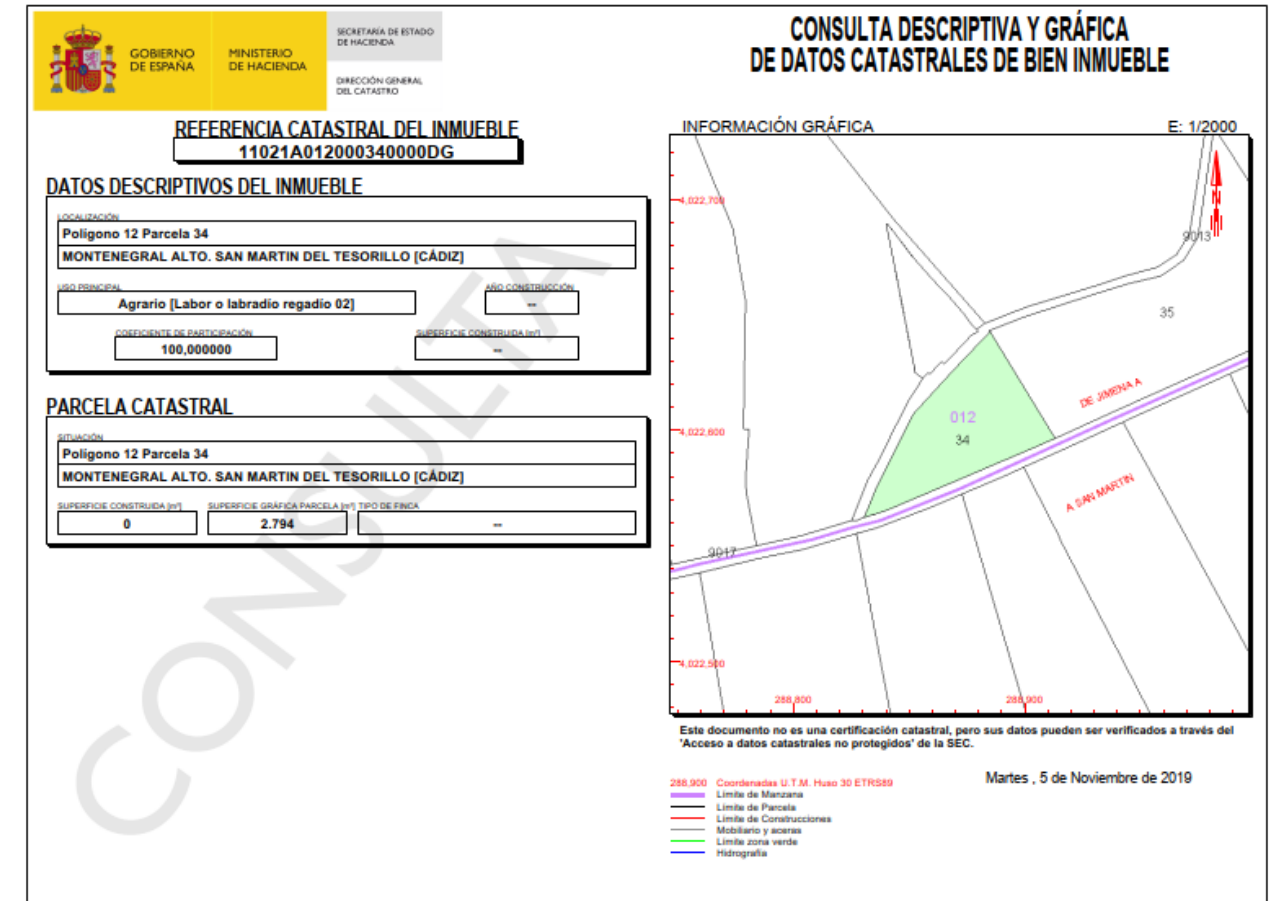 GOBIERNO
DE ESPAÑA
MINISTERIO
DE HACIENDA
SECRETARÍA DE ESTADO
DE HACIENDA
DIRECCIÓN GENERAL
DEL CATASTRO
CONSULTA DESCRIPTIVA Y GRÁFICA
DE DATOS CATASTRALES DE BIEN INMUEBLE
REFERENCIA CATASTRAL DEL INMUEBLE
11021A012000340000DG
DATOS DESCRIPTIVOS DEL INMUEBLE
LOCALIZACIÓN
Polígono 12 Parcela 34
MONTENEGRAL ALTO. SAN MARTIN DEL TESORILLO [CÁDIZ]
USO PRINCIPAL
AÑO CONSTRUCCIÓN
Agrario [Labor o labradío regadío 02]
--
COEFICIENTE DE PARTICIPACIÓN
SUPERFICIE CONSTRUIDA [m²]
100,000000
--
PARCELA CATASTRAL
SITUACIÓN
Polígono 12 Parcela 34
MONTENEGRAL ALTO. SAN MARTIN DEL TESORILLO [CÁDIZ]
SUPERFICIE CONSTRUIDA [m²]
SUPERFICIE GRÁFICA PARCELA [m²]
TIPO DE FINCA
0
2.794
--
CONSULTA
INFORMACIÓN GRÁFICA
E: 1/2000
4,022,700
N
9013
35
DE JIMENA A
012
34
4,022,600
A SAN MARTIN
9017
4,022,500
288,800
288,900
Este documento no es una certificación catastral, pero sus datos pueden ser verificados a través del
'Acceso a datos catastrales no protegidos' de la SEC.
288,900 Coordenadas U.T.M. Huso 30 ETRS89
Límite de Manzana
Límite de Parcela
Límite de Construcciones
Mobiliario y aceras
Límite zona verde
Hidrografía
Martes , 5 de Noviembre de 2019